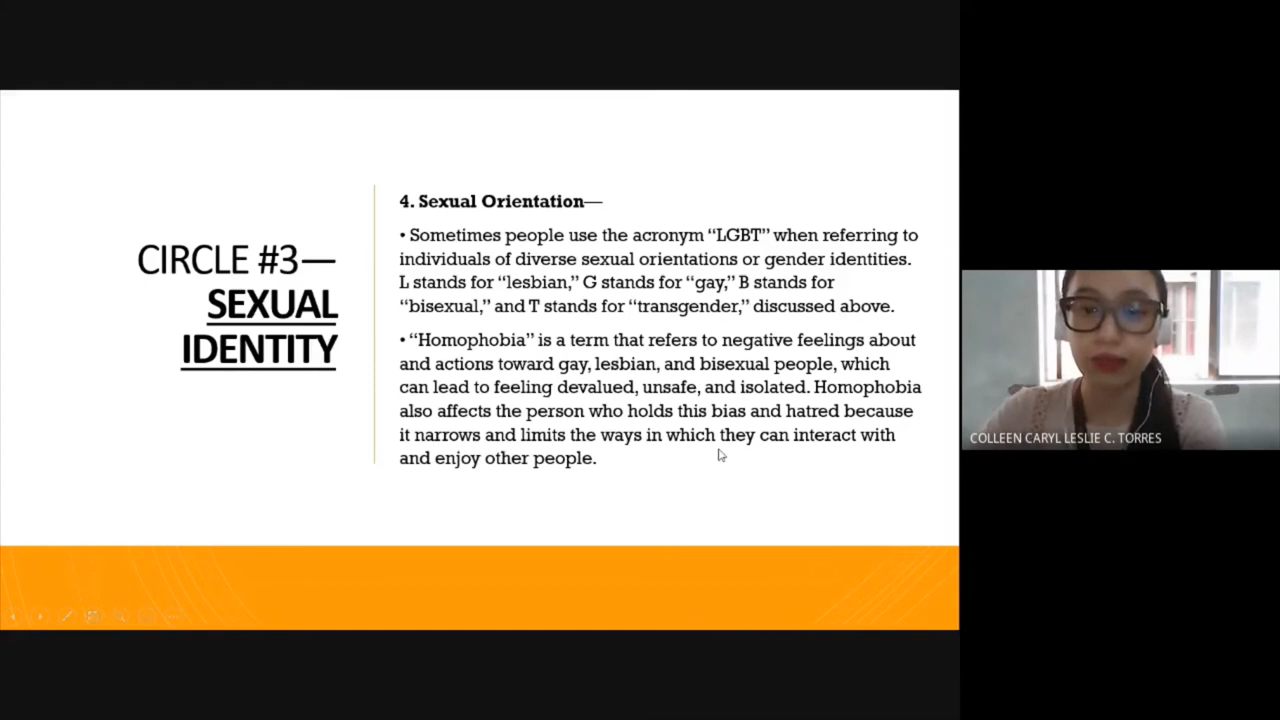 CIRCLE #3—
SEXUAL
IDENTITY
4. Sexual Orientation—
• Sometimes people use the acronym “LGBT” when referring to
individuals of diverse sexual orientations or gender identities.
L stands for “lesbian,” G stands for “gay,” B stands for
“bisexual,” and T stands for “transgender,” discussed above.
• “Homophobia” is a term that refers to negative feelings about
and actions toward gay, lesbian, and bisexual people, which
can lead to feeling devalued, unsafe, and isolated. Homophobia
also affects the person who holds this bias and hatred because
it narrows and limits the ways in which they can interact with
and enjoy other people.
COLLEEN CARYL LESLIE C. TORRES